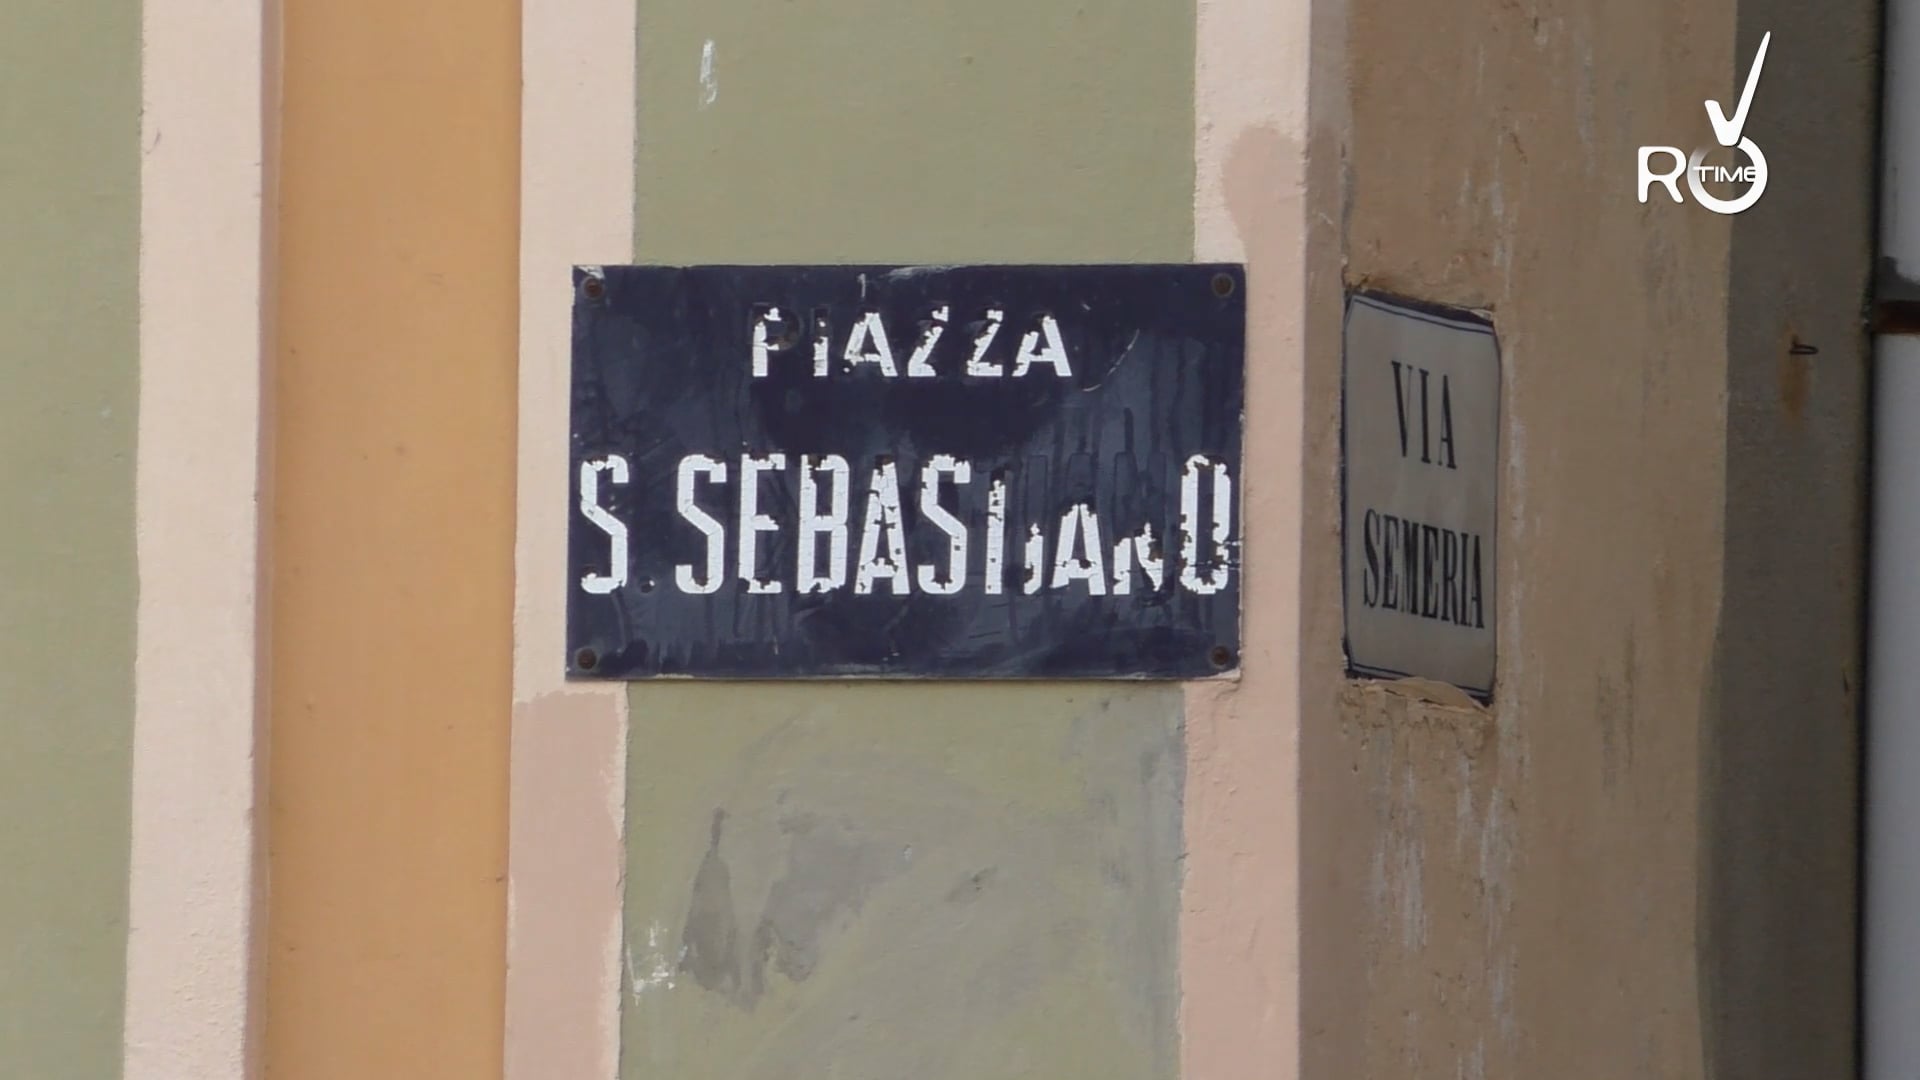 PIAZZA
S. SEBASTIANO
VIA
SEMERIA
RO
TIME